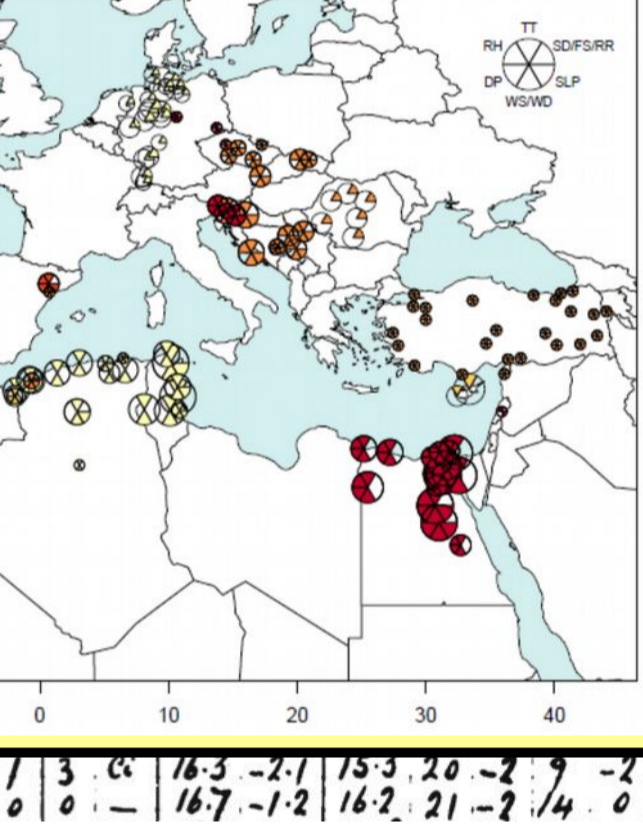 TT
RH SD/FS/RR
DP SLP
WS/WD
0 10 20 30 40
1 3 Ci 16.3 -2.1 15.3 20 -2 9 -2
0 0 — 16.7 -1.2 16.2 21 -2 14 0